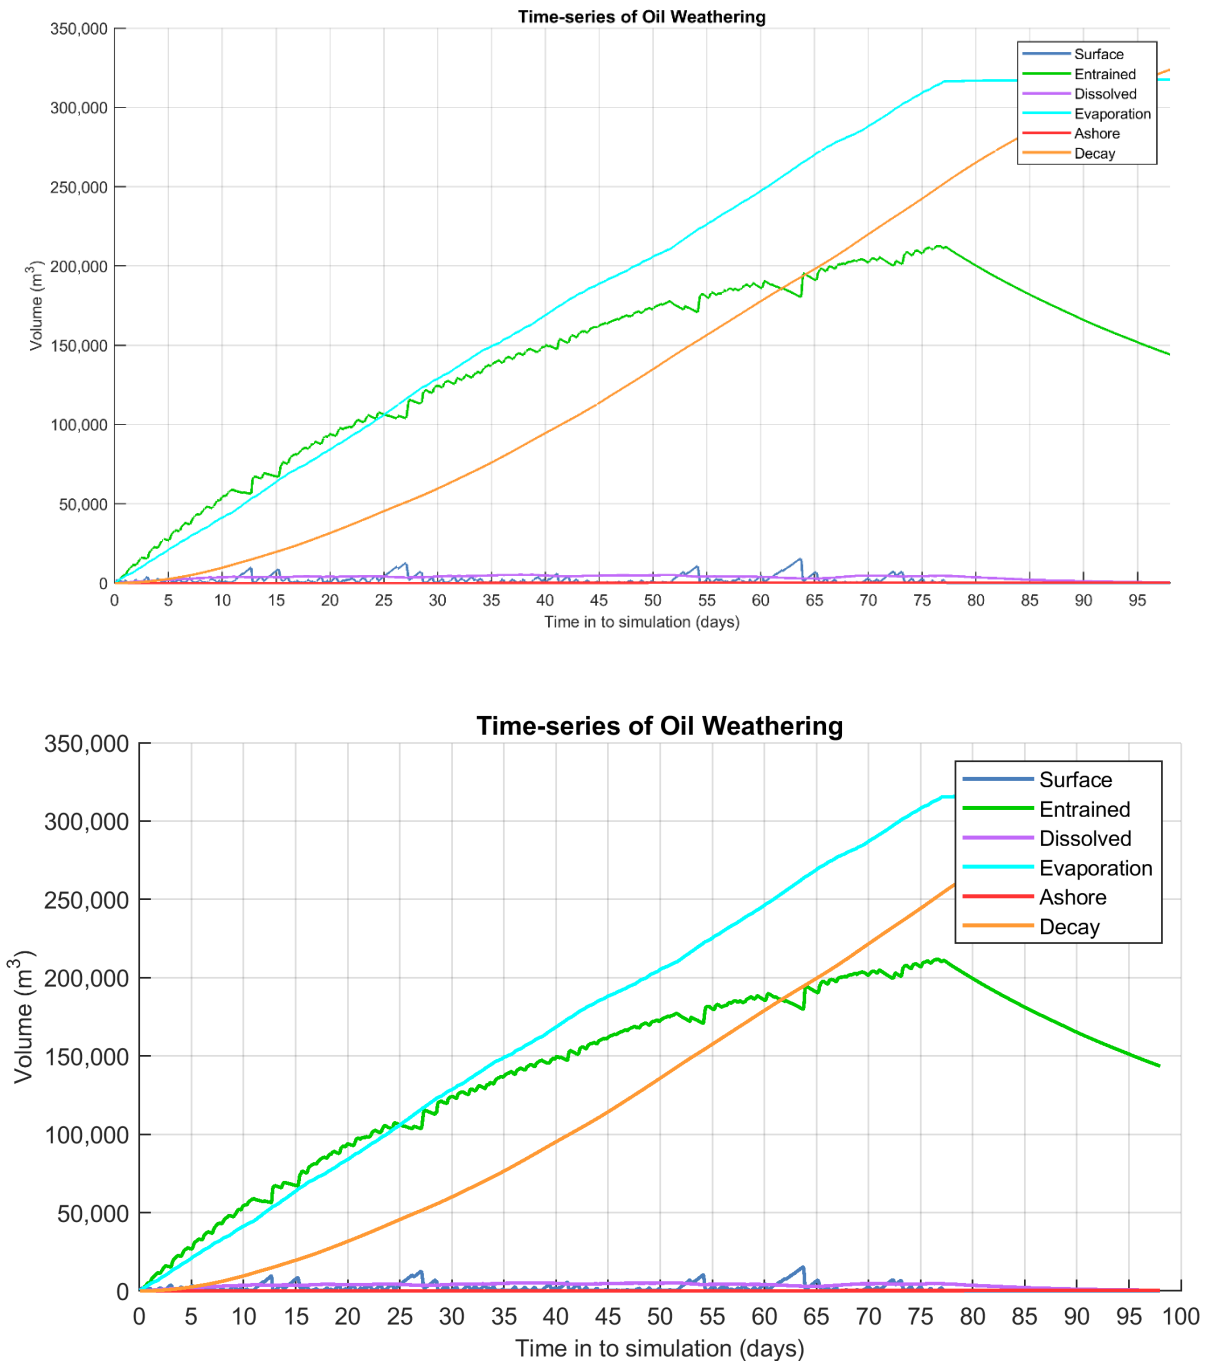 Time-series of Oil Weathering
350,000
300,000
250,000
200,000
150,000
100,000
50,000
0
Volume (m³)
Surface
Entrained
Dissolved
Evaporation
Ashore
Decay
0 5 10 15 20 25 30 35 40 45 50 55 60 65 70 75 80 85 90 95
Time in to simulation (days)
Time-series of Oil Weathering
350,000
300,000
250,000
200,000
150,000
100,000
50,000
0
Volume (m³)
Surface
Entrained
Dissolved
Evaporation
Ashore
Decay
0 5 10 15 20 25 30 35 40 45 50 55 60 65 70 75 80 85 90 95 100
Time in to simulation (days)